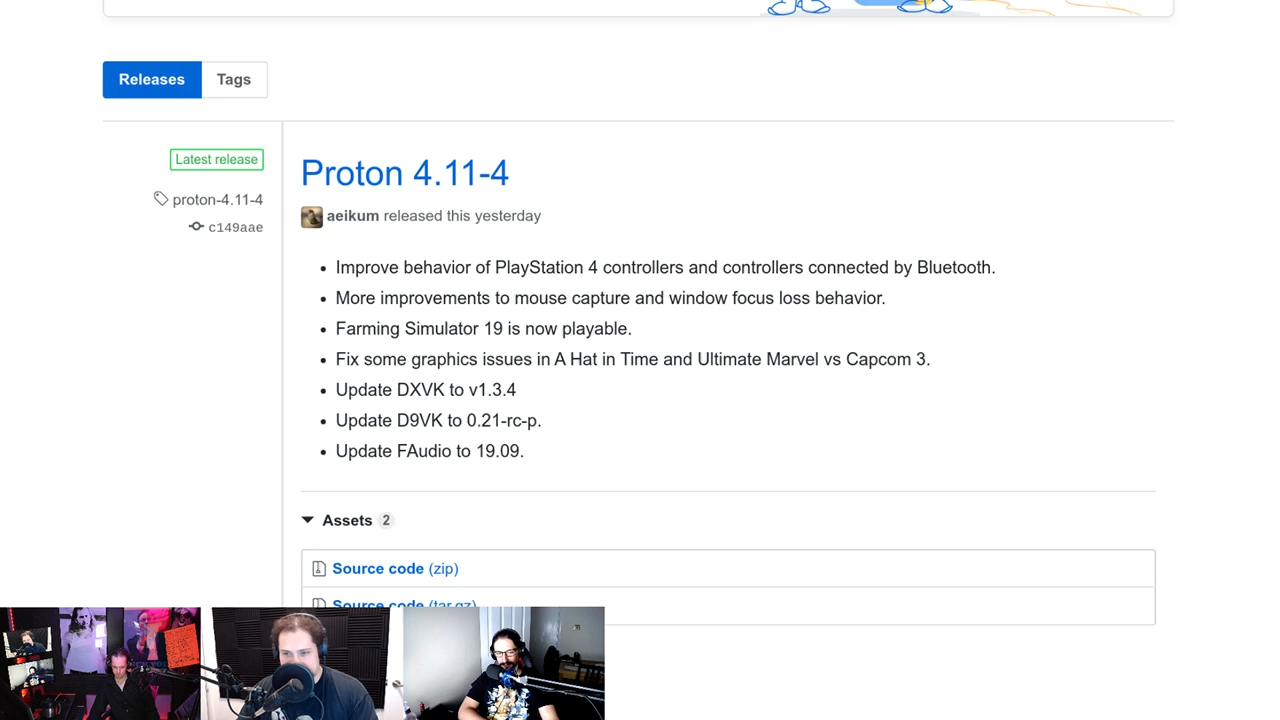 Releases
Tags
Latest release
proton-4.11-4
c149aae
Proton 4.11-4
aeikum released this yesterday
Improve behavior of PlayStation 4 controllers and controllers connected by Bluetooth.
More improvements to mouse capture and window focus loss behavior.
Farming Simulator 19 is now playable.
Fix some graphics issues in A Hat in Time and Ultimate Marvel vs Capcom 3.
Update DXVK to v1.3.4
Update D9VK to 0.21-rc-p.
Update FAudio to 19.09.
Assets 2
Source code (zip)
Source code (tar.gz)